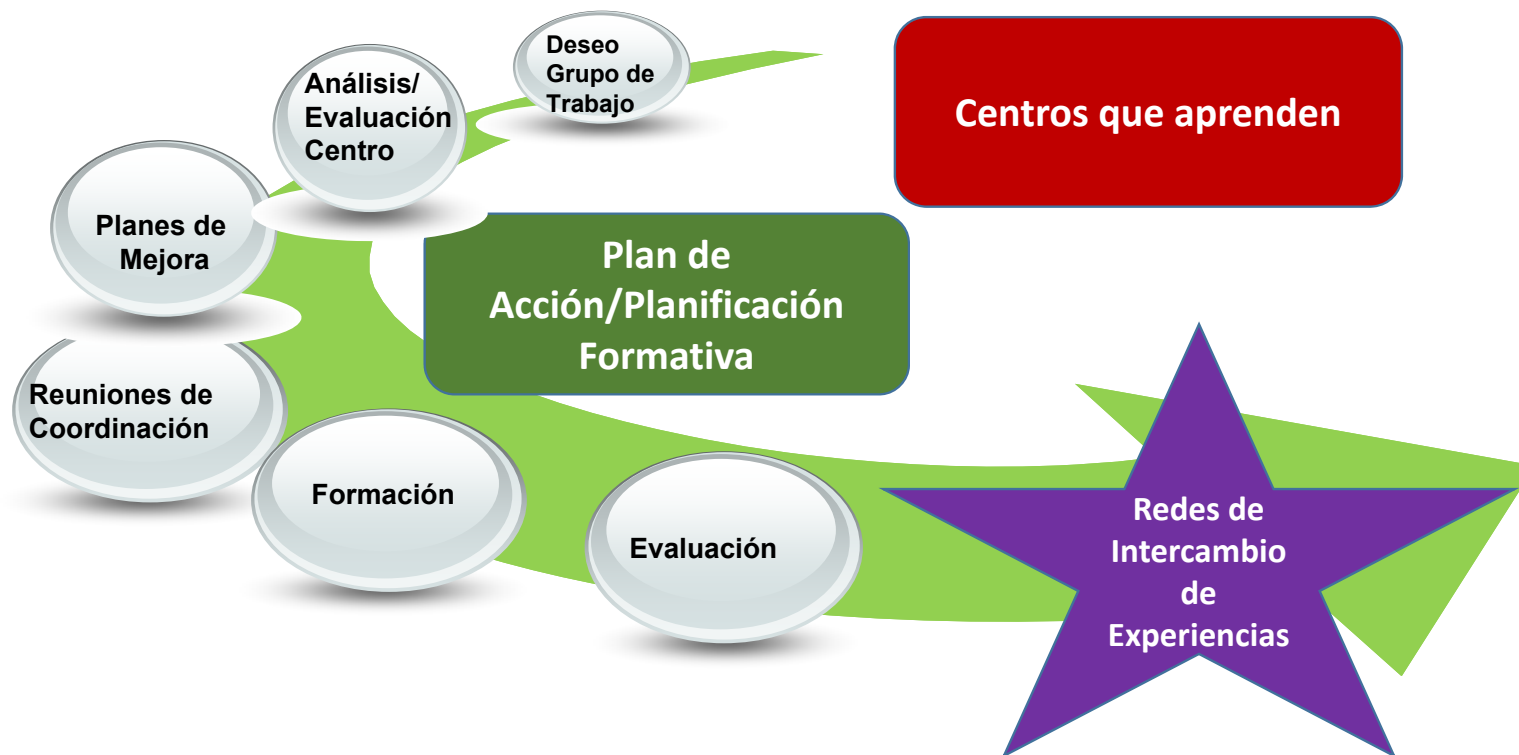 Deseo
Grupo de
Trabajo
Análisis/
Evaluación
Centro
Centros que aprenden
Planes de
Mejora
Plan de
Acción/Planificación
Formativa
Reuniones de
Coordinación
Formación
Evaluación
Redes de
Intercambio
de
Experiencias